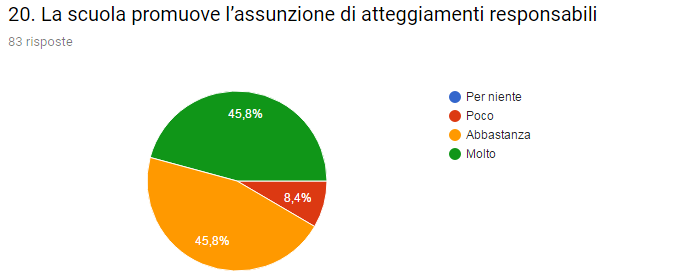 20. La scuola promuove l’assunzione di atteggiamenti responsabili
83 risposte
45,8%
8,4%
45,8%
Per niente
Poco
Abbastanza
Molto